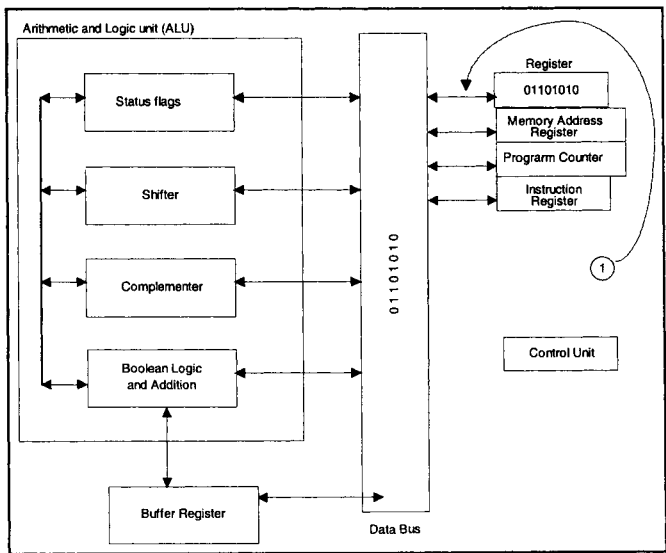 Arithmetic and Logic unit (ALU)
Status flags
Shifter
Complementer
Boolean Logic
and Addition
Buffer Register
01101010
Data Bus
Register
01101010
Memory Address
Register
Programm Counter
Instruction
Register
1
Control Unit